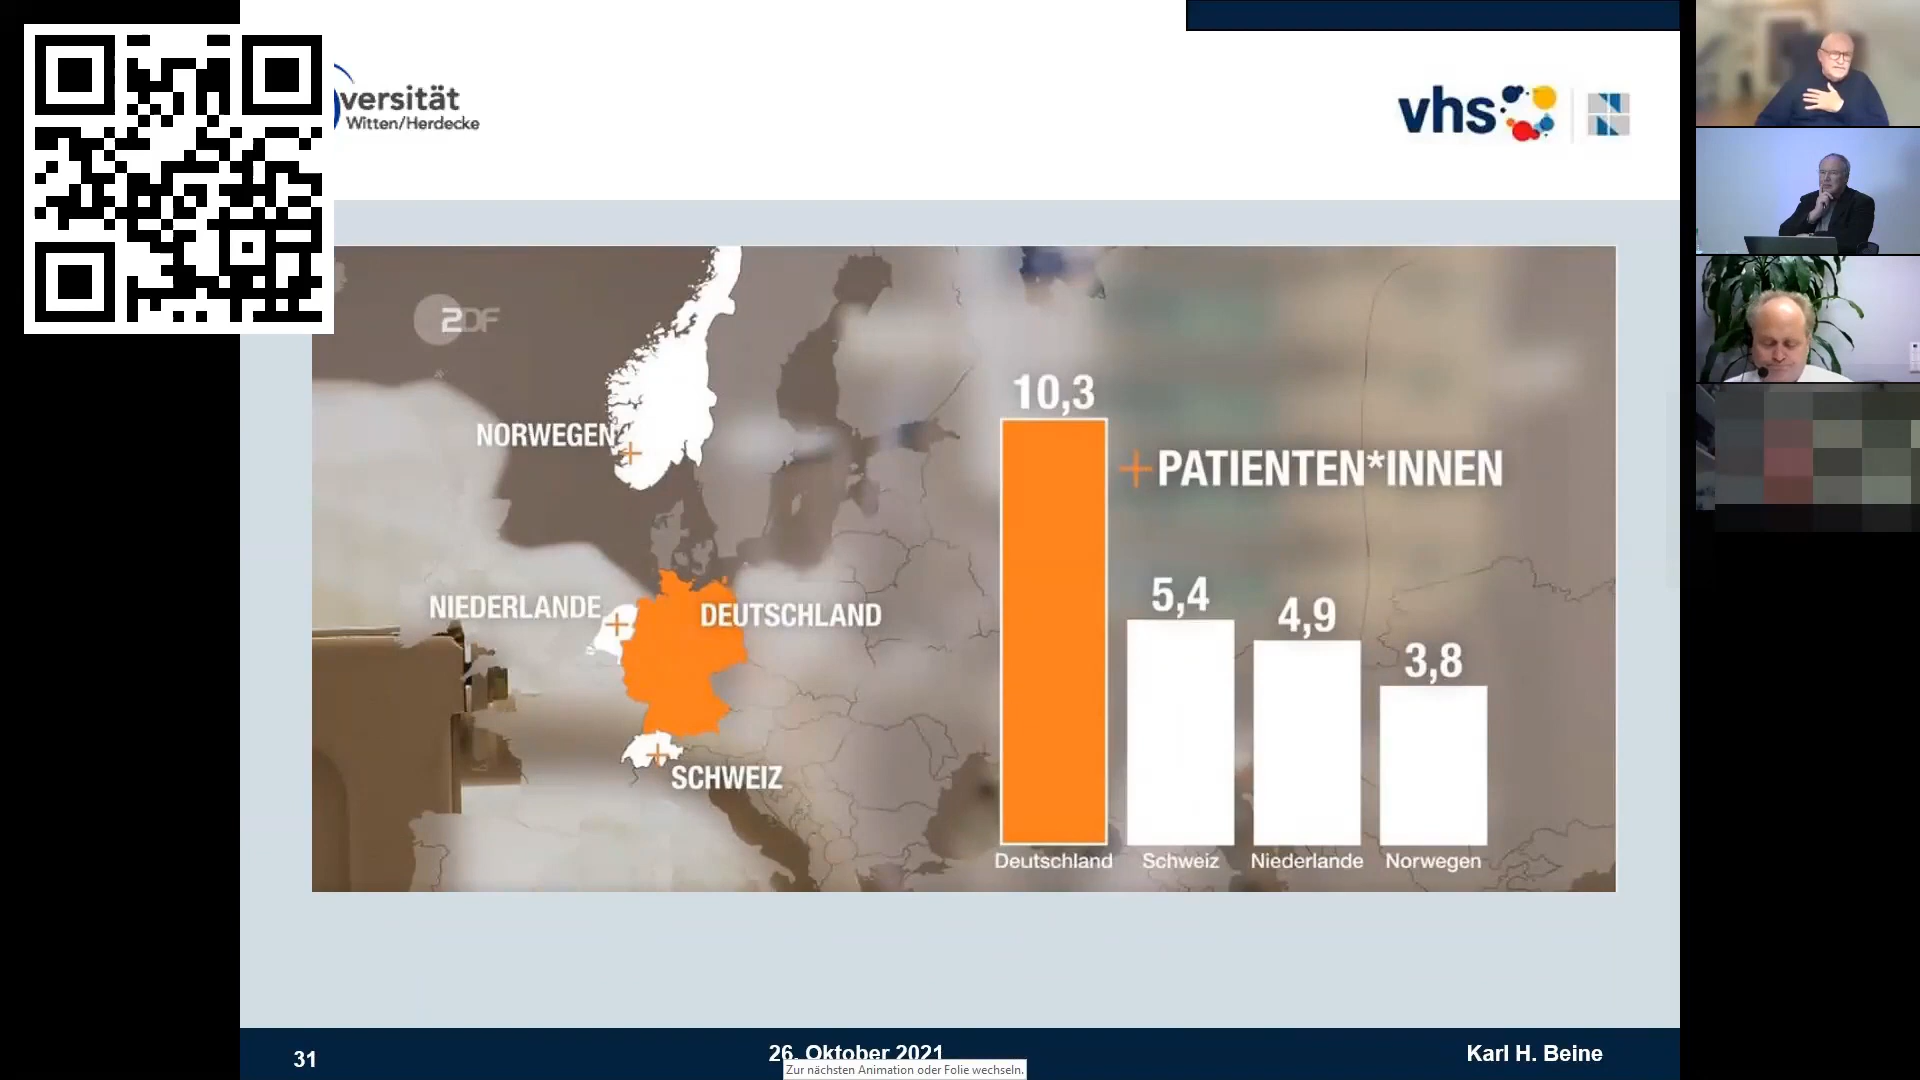 versität
Witten/Herdecke
vhs
ZDF
10,3
NORWEGEN
PATIENTEN*INNEN
5,4
NIEDERLANDE
DEUTSCHLAND
4,9
3,8
SCHWEIZ
Deutschland
Schweiz
Niederlande
Norwegen
31
26. Oktober 2021
Karl H. Beine
Zur nächsten Animation oder Folie wechseln.